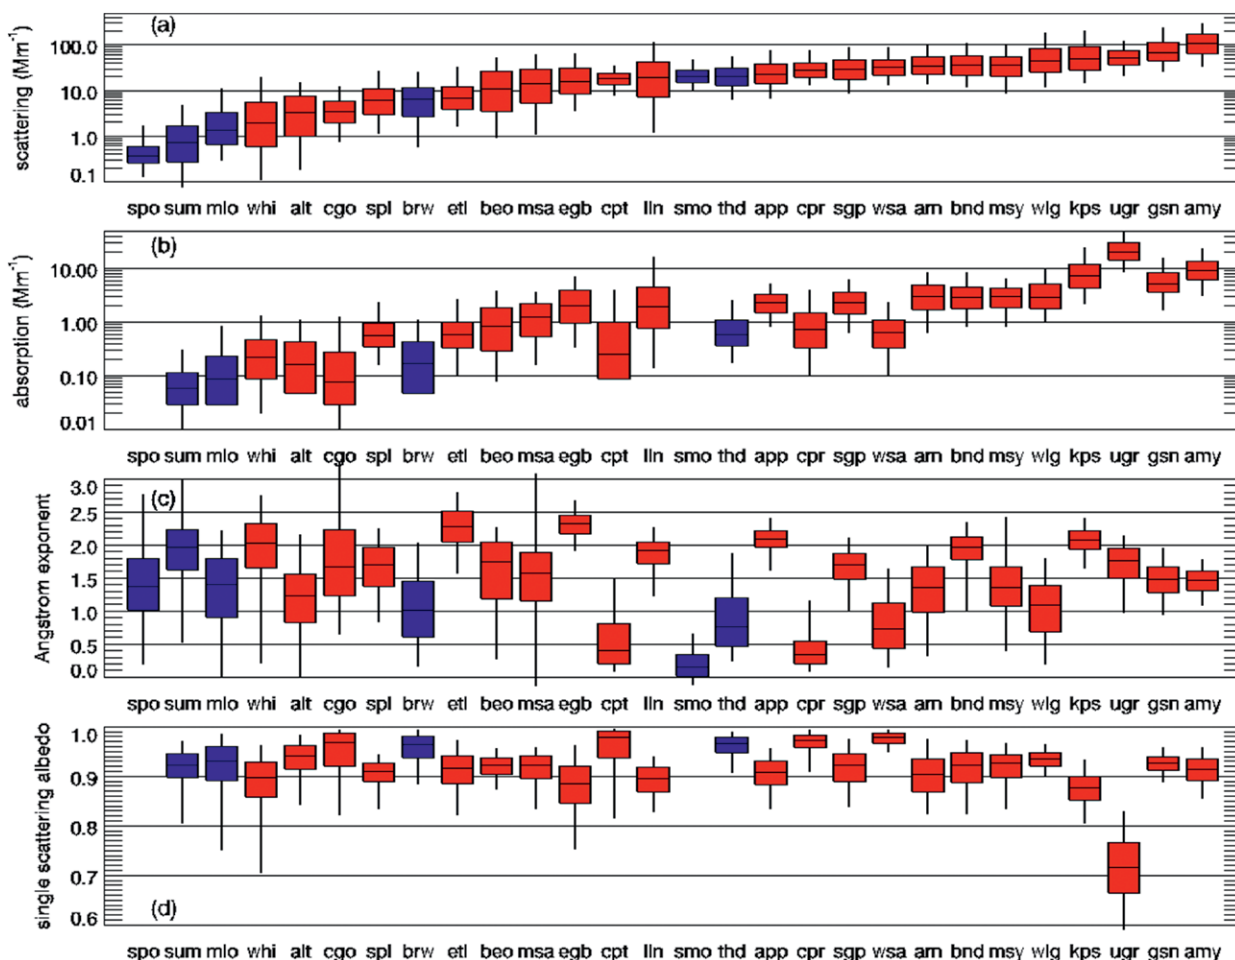 (a)
scattering (Mm⁻¹)
100.0
10.0
1.0
0.1
spo sum mlo whi alt cgo spl brw etl beo msa egb cpt lln smo thd app cpr sgp wsa arn bnd msy wlg kps ugr gsn amy
(b)
absorption (Mm⁻¹)
10.00
1.00
0.10
0.01
spo sum mlo whi alt cgo spl brw etl beo msa egb cpt lln smo thd app cpr sgp wsa arn bnd msy wlg kps ugr gsn amy
(c)
Angstrom exponent
3.0
2.5
2.0
1.5
1.0
0.5
0.0
spo sum mlo whi alt cgo spl brw etl beo msa egb cpt lln smo thd app cpr sgp wsa arn bnd msy wlg kps ugr gsn amy
single scattering albedo
1.0
0.9
0.8
0.7
0.6
(d)
spo sum mlo whi alt cgo spl brw etl beo msa egb cpt lln smo thd app cpr sgp wsa arn bnd msy wlg kps ugr gsn amy